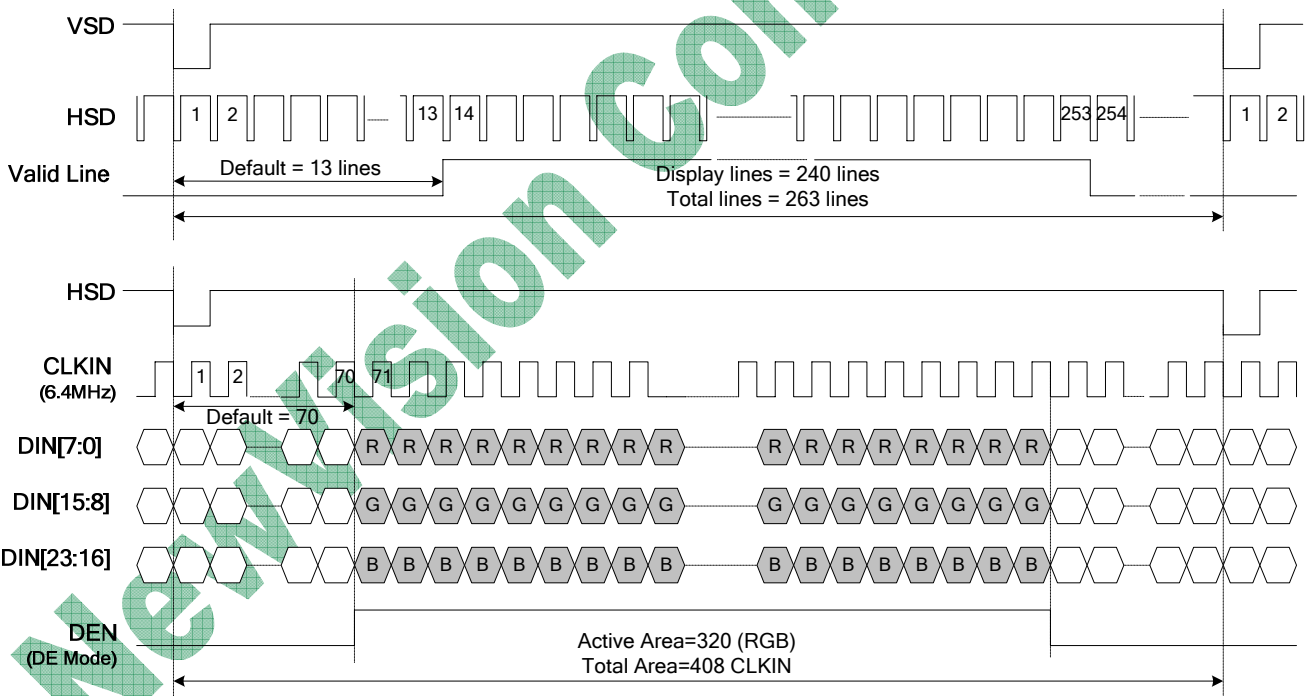 VSD
HSD 1 2 13 14 253 254 1 2
Valid Line Default = 13 lines Display lines = 240 lines
Total lines = 263 lines
HSD
CLKIN 1 2 70 71
(6.4MHz)
Default = 70
DIN[7:0] R R R R R R R R R R R R R R R R R
DIN[15:8] G G G G G G G G G G G G G G G G G
DIN[23:16] B B B B B B B B B B B B B B B B B
DEN Active Area=320 (RGB)
(DE Mode) Total Area=408 CLKIN
NewVision Com